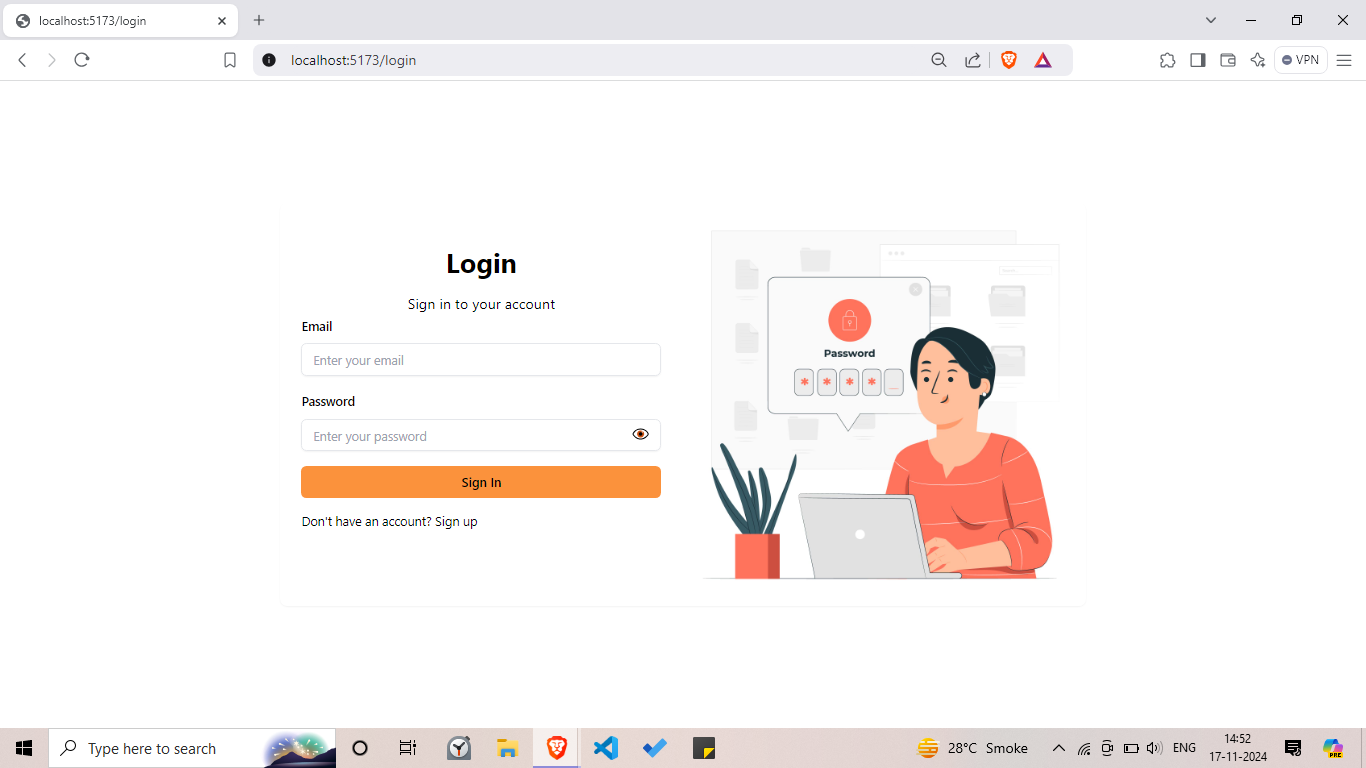 localhost:5173/login
localhost:5173/login
VPN
Login
Sign in to your account
Email
Enter your email
Password
Enter your password
Sign In
Don't have an account? Sign up
Password
* * * * _
Type here to search
28°C Smoke
ENG
14:52
17-11-2024
PRE